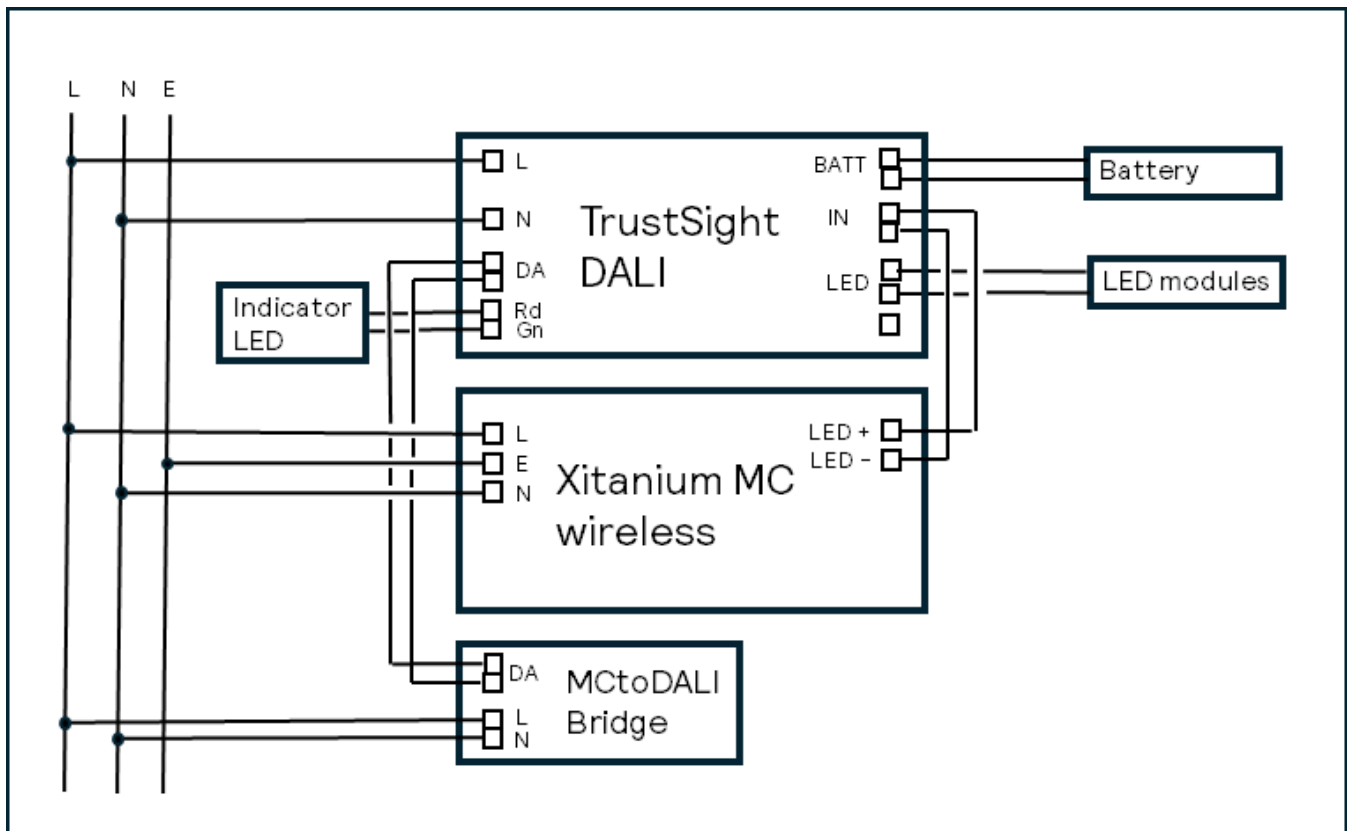 L N E
L
N
DA
Rd
Gn
TrustSight
DALI
BATT
IN
LED
Battery
LED modules
Indicator
LED
L
E
N
Xitanium MC
wireless
LED +
LED -
DA
L
N
MCtoDALI
Bridge